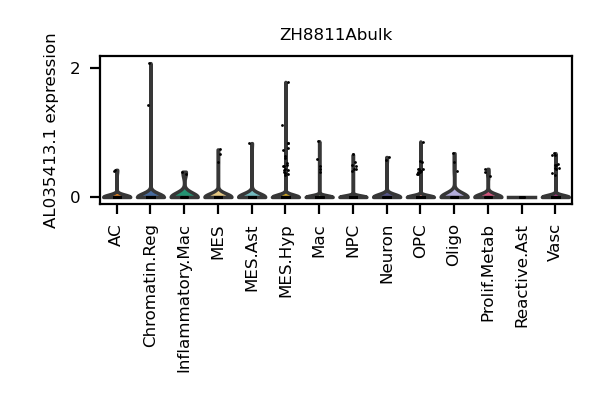 ZH8811Abulk
AL035413.1 expression
2
0
AC
Chromatin.Reg
Inflammatory.Mac
MES
MES.Ast
MES.Hyp
Mac
NPC
Neuron
OPC
Oligo
Prolif.Metab
Reactive.Ast
Vasc